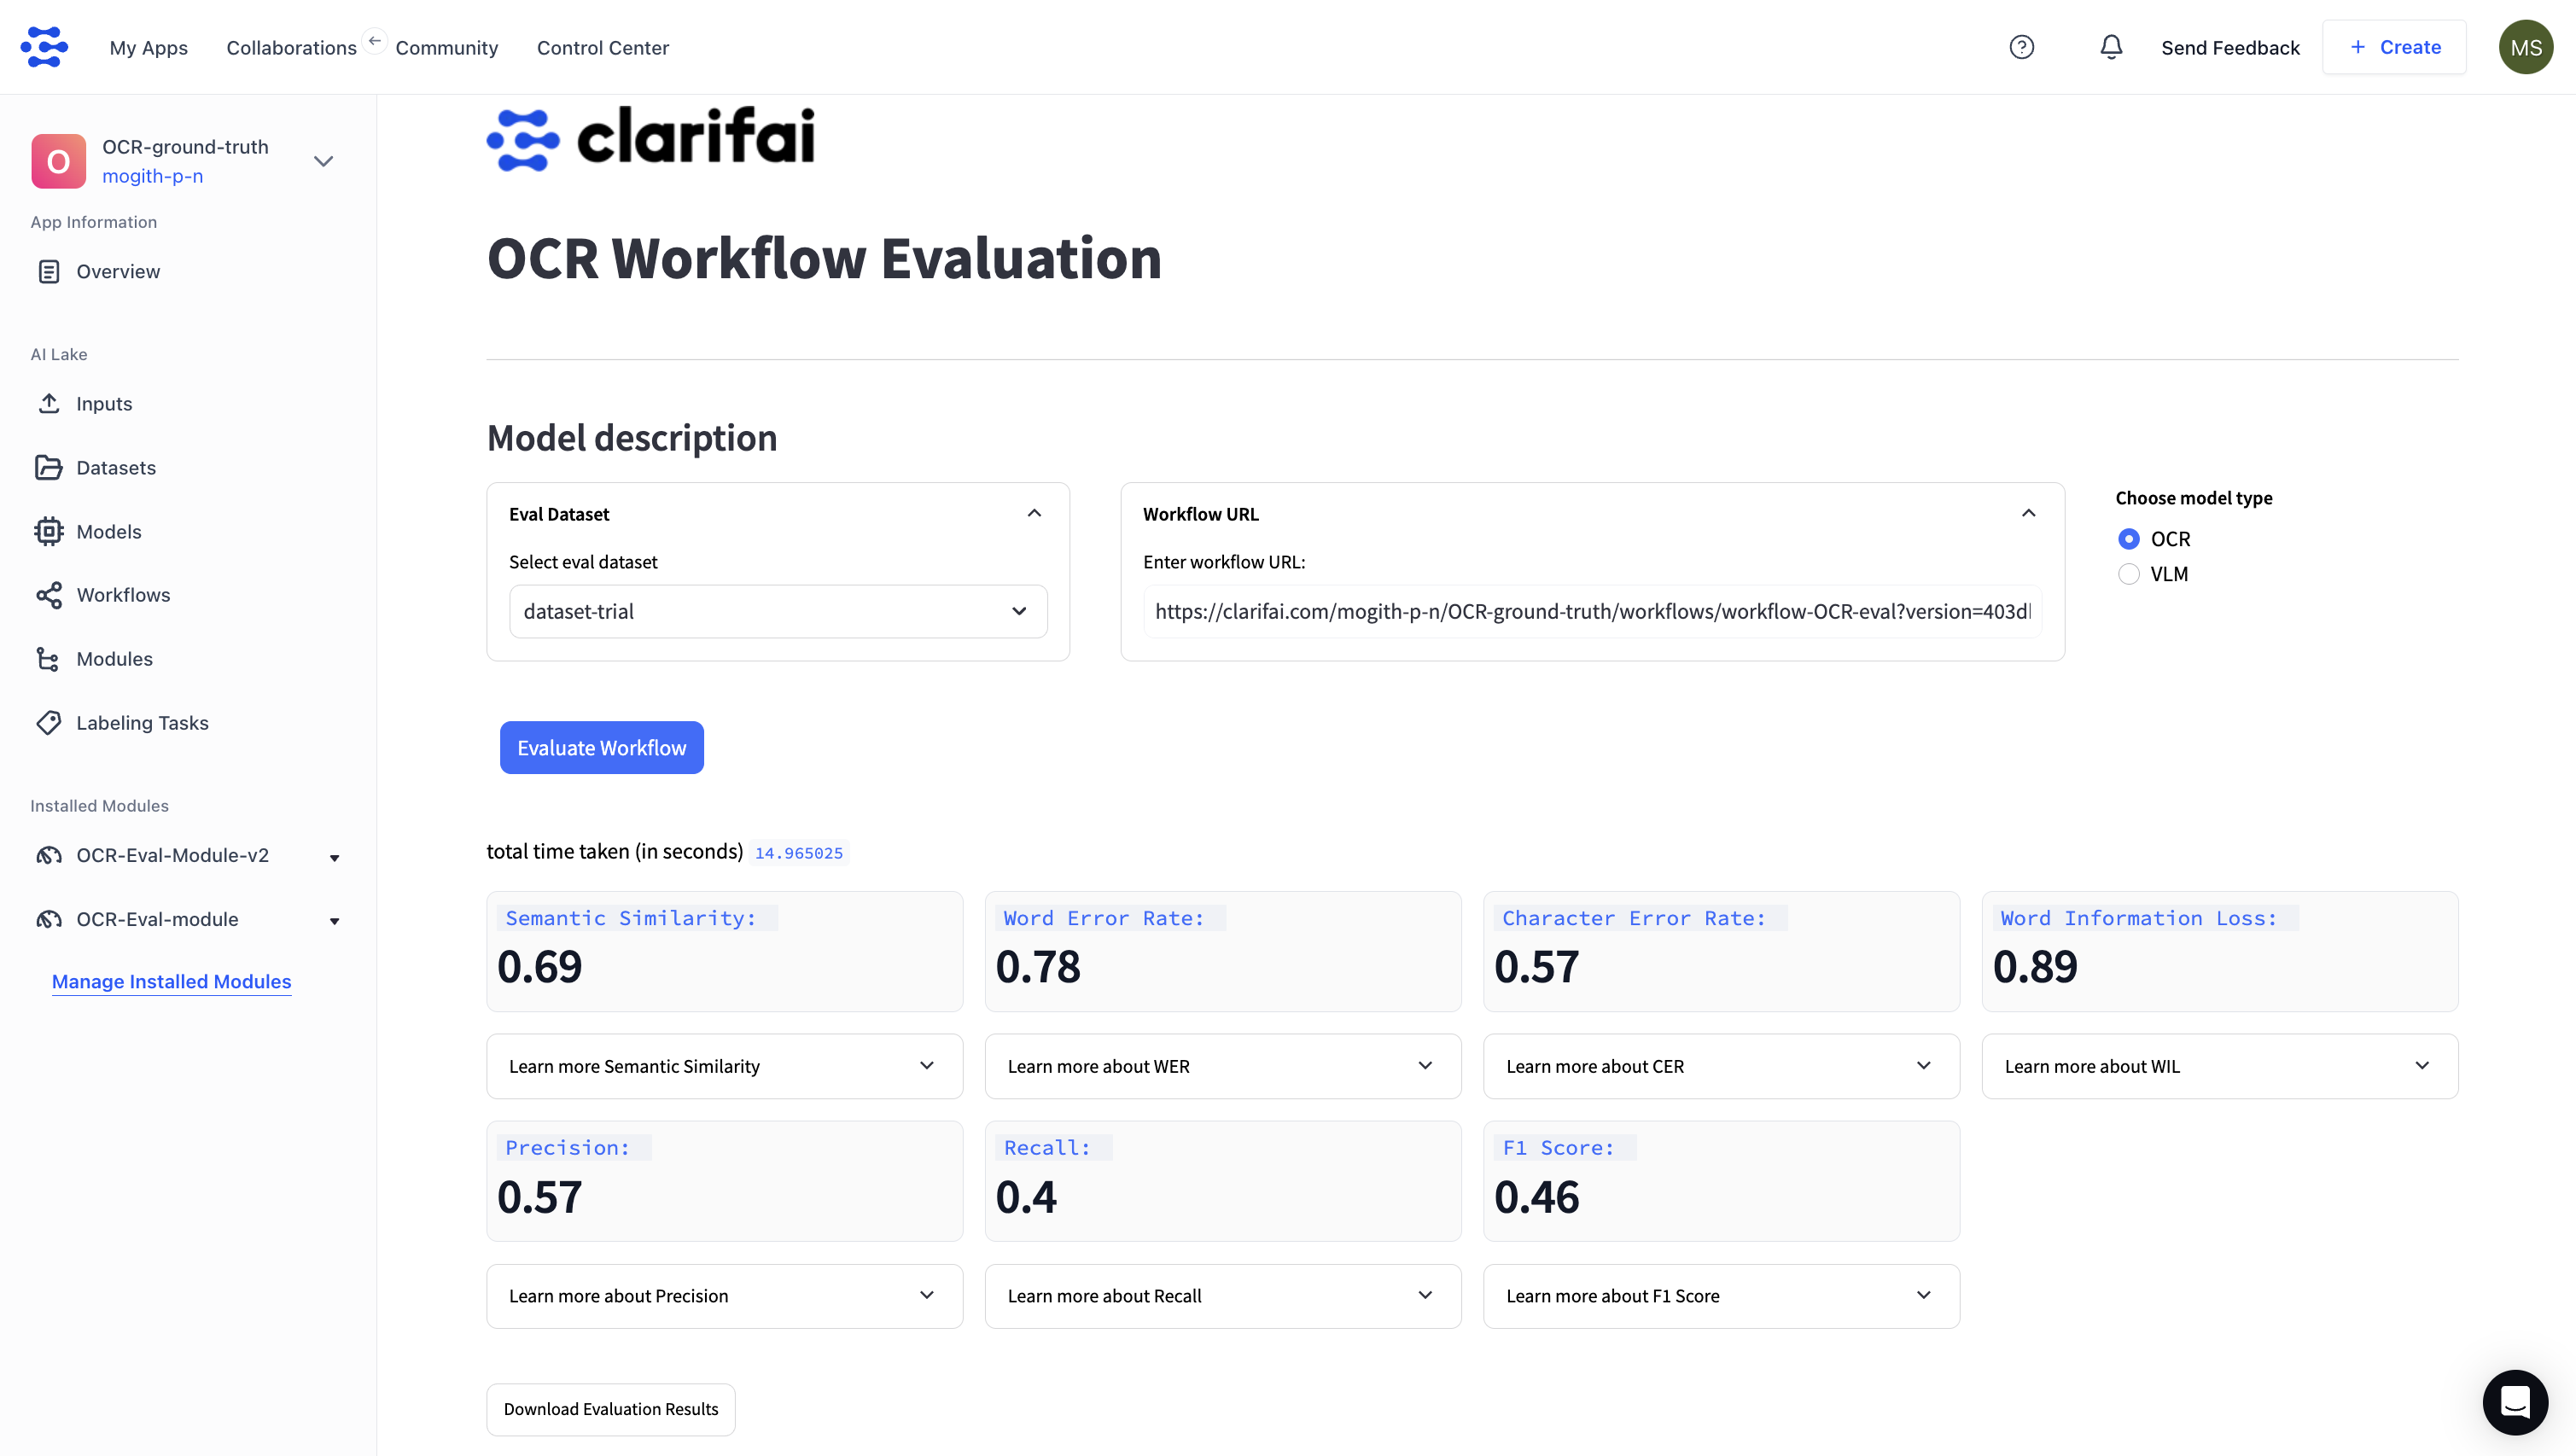 My Apps Collaborations Community Control Center Send Feedback + Create MS
O OCR-ground-truth
mogith-p-n
App Information
Overview
AI Lake
Inputs
Datasets
Models
Workflows
Modules
Labeling Tasks
Installed Modules
OCR-Eval-Module-v2
OCR-Eval-module
Manage Installed Modules
clarifai
OCR Workflow Evaluation
Model description
Eval Dataset
Select eval dataset
dataset-trial
Workflow URL
Enter workflow URL:
https://clarifai.com/mogith-p-n/OCR-ground-truth/workflows/workflow-OCR-eval?version=403d
Choose model type
OCR
VLM
Evaluate Workflow
total time taken (in seconds) 14.965025
Semantic Similarity: Word Error Rate: Character Error Rate: Word Information Loss:
0.69 0.78 0.57 0.89
Learn more Semantic Similarity Learn more about WER Learn more about CER Learn more about WIL
Precision: Recall: F1 Score:
0.57 0.4 0.46
Learn more about Precision Learn more about Recall Learn more about F1 Score
Download Evaluation Results